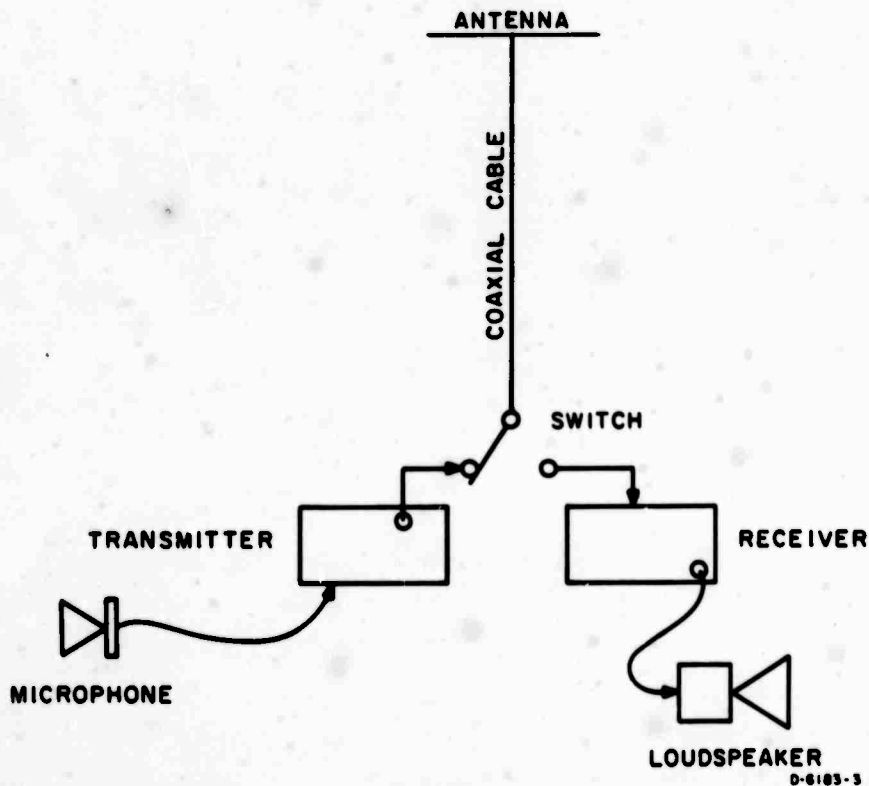 ANTENNA
COAXIAL CABLE
SWITCH
TRANSMITTER
RECEIVER
MICROPHONE
LOUDSPEAKER
D-6183-3